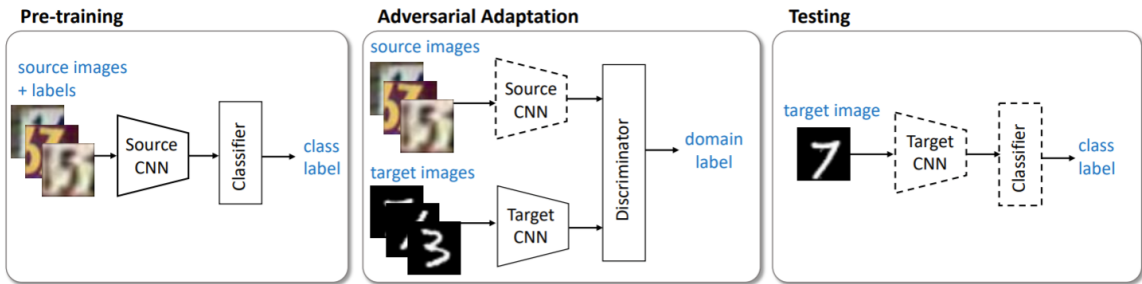 Pre-training
source images
+ labels
Source
CNN
Classifier
class
label
Adversarial Adaptation
source images
Source
CNN
target images
Target
CNN
Discriminator
domain
label
Testing
target image
7
Target
CNN
Classifier
class
label